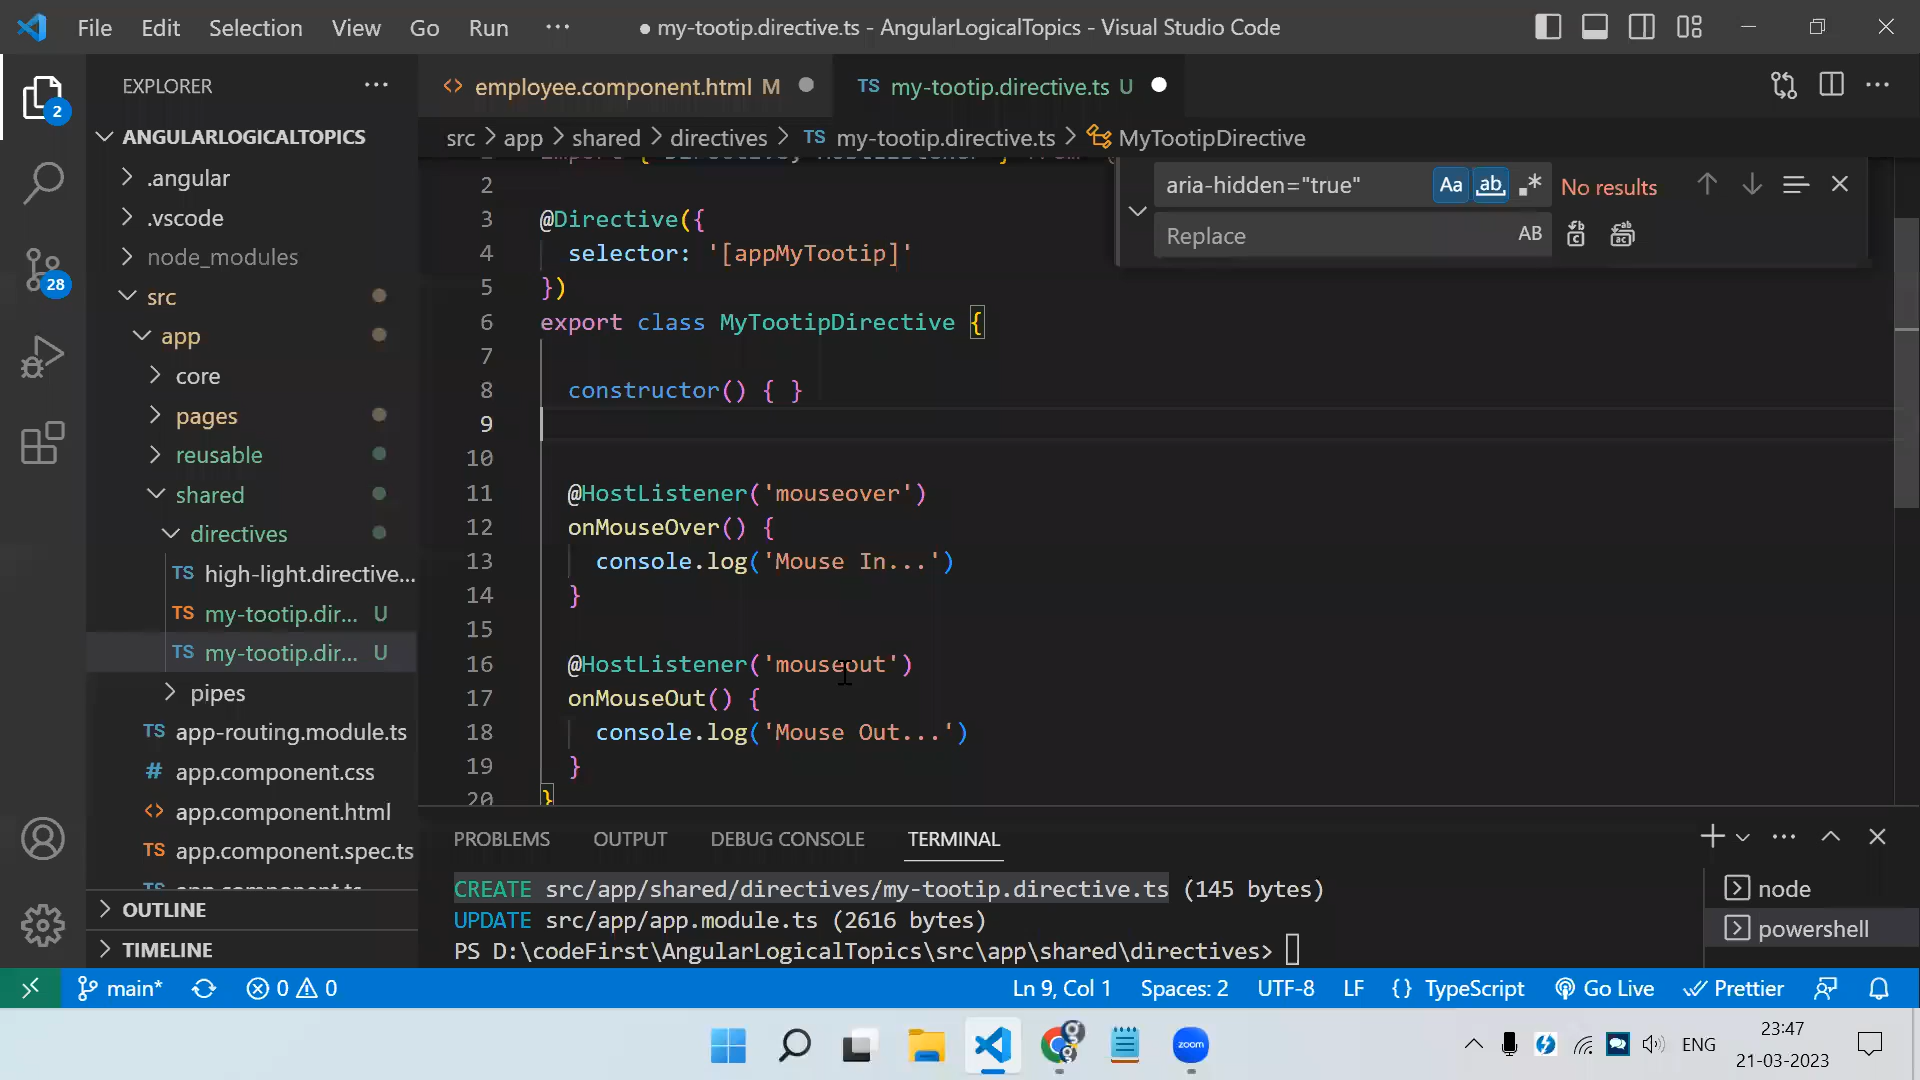 File Edit Selection View Go Run ··· ● my-tootip.directive.ts - AngularLogicalTopics - Visual Studio Code
EXPLORER ···
employee.component.html M
TS my-tootip.directive.ts U
ANGULARLOGICALTOPICS
src > app > shared > directives > TS my-tootip.directive.ts > MyTootipDirective
.angular
.vscode
node_modules
src
app
core
pages
reusable
shared
directives
TS high-light.directive...
TS my-tootip.dir... U
TS my-tootip.dir... U
pipes
TS app-routing.module.ts
# app.component.css
<> app.component.html
TS app.component.spec.ts
OUTLINE
TIMELINE
2
28
aria-hidden="true" Aa ab .* No results
Replace AB
2
3 @Directive({
4 selector: '[appMyTootip]'
5 })
6 export class MyTootipDirective {
7
8 constructor() { }
9
10
11 @HostListener('mouseover')
12 onMouseOver() {
13 console.log('Mouse In...')
14 }
15
16 @HostListener('mouseout')
17 onMouseOut() {
18 console.log('Mouse Out...')
19 }
20 }
PROBLEMS OUTPUT DEBUG CONSOLE TERMINAL
CREATE src/app/shared/directives/my-tootip.directive.ts (145 bytes)
UPDATE src/app/app.module.ts (2616 bytes)
PS D:\codeFirst\AngularLogicalTopics\src\app\shared\directives>
node
powershell
main* 0 0 Ln 9, Col 1 Spaces: 2 UTF-8 LF {} TypeScript Go Live Prettier
zoom
ENG
23:47
21-03-2023